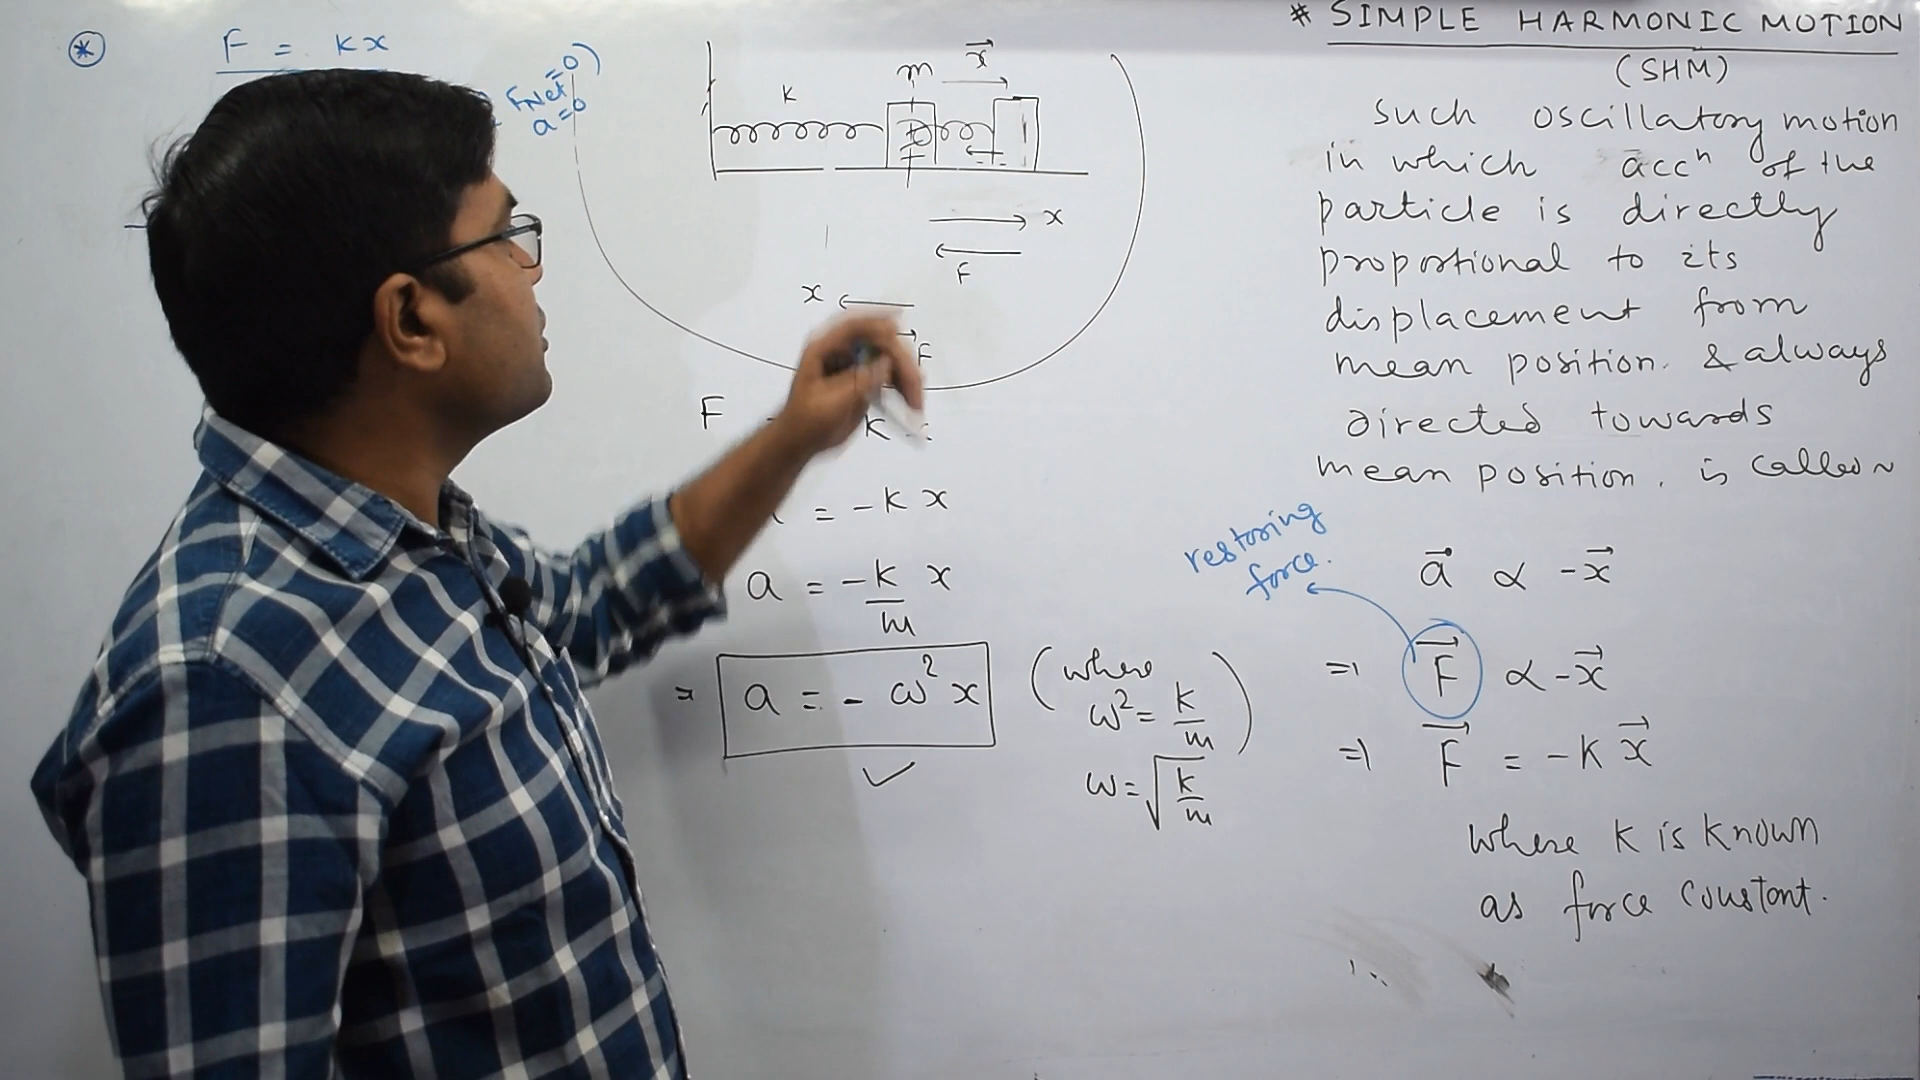 # SIMPLE HARMONIC MOTION
(SHM)
Such oscillatory motion
in which accⁿ of the
particle is directly
proportional to its
displacement from
mean position. & always
directed towards
mean position. is called ~
a⃗ ∝ -x⃗
=) F⃗ ∝ -x⃗
=) F⃗ = -K x⃗
where K is known
as force constant.
restoring
force.
* F = Kx
FNet=0)
a=0
K
m
x⃗
x
F
x
F
F
K
= -K x
a = -K/m x
= a = - ω² x
(where
ω² = K/m)
ω = √K/m